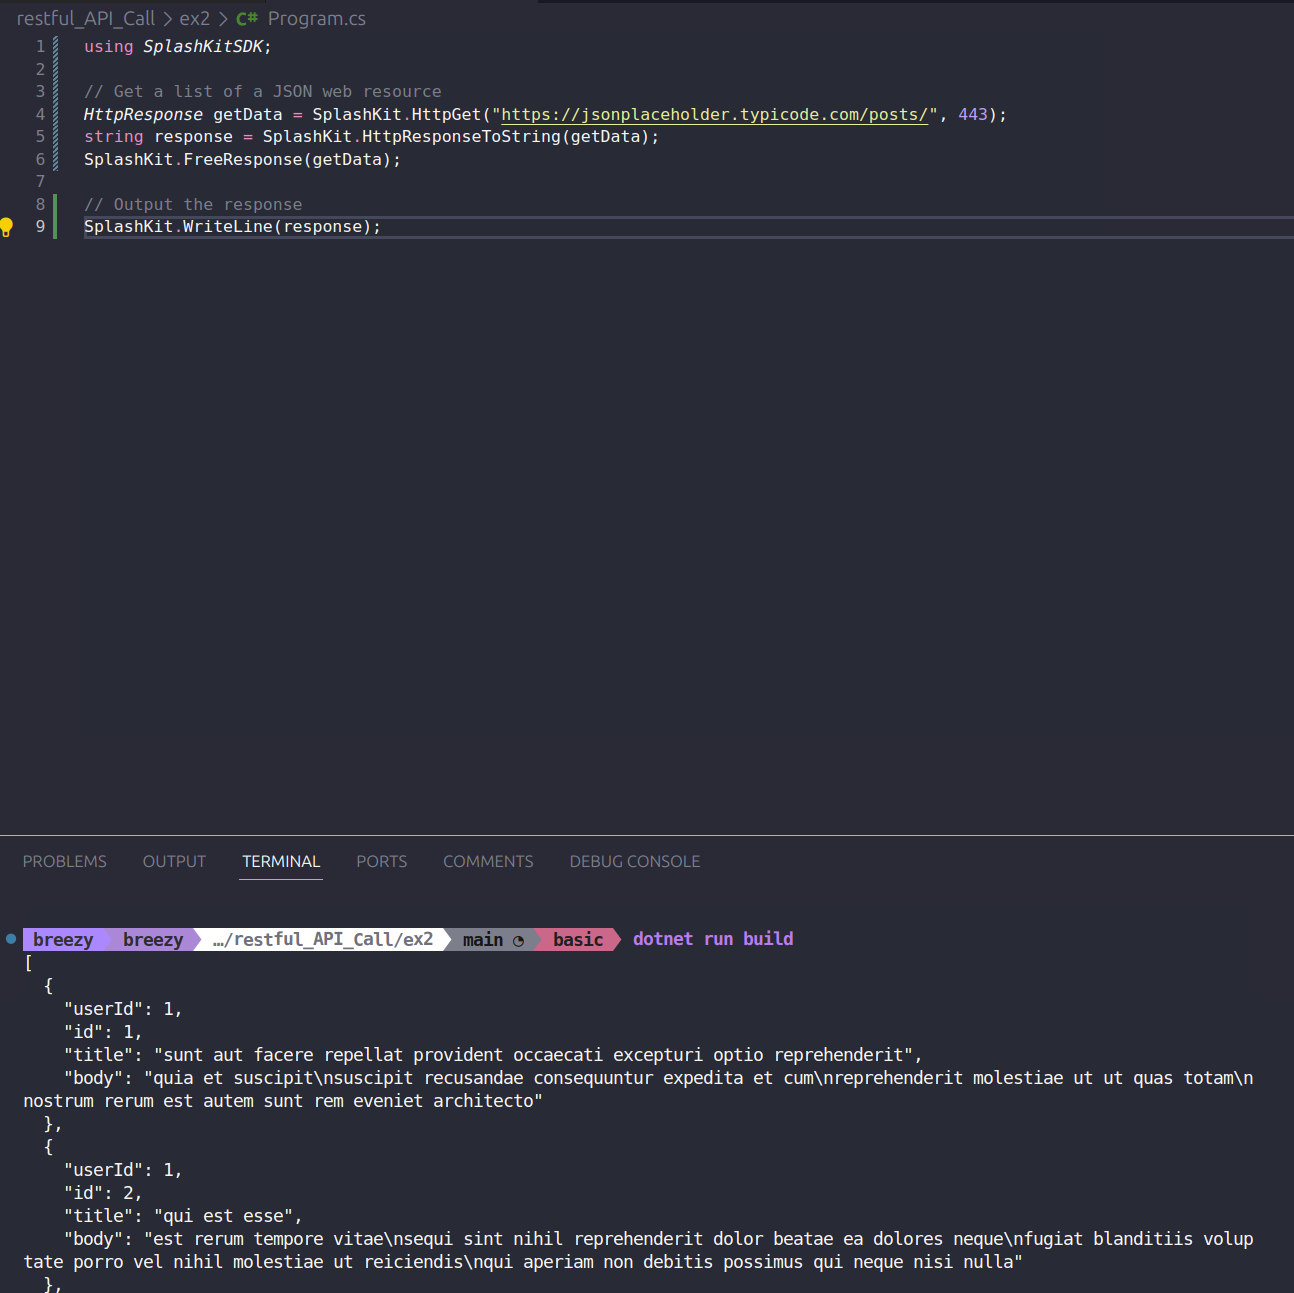 restful_API_Call > ex2 > C# Program.cs
1 using SplashKitSDK;
2
3 // Get a list of a JSON web resource
4 HttpResponse getData = SplashKit.HttpGet("https://jsonplaceholder.typicode.com/posts/", 443);
5 string response = SplashKit.HttpResponseToString(getData);
6 SplashKit.FreeResponse(getData);
7
8 // Output the response
9 SplashKit.WriteLine(response);
PROBLEMS OUTPUT TERMINAL PORTS COMMENTS DEBUG CONSOLE
breezy breezy …/restful_API_Call/ex2 main basic dotnet run build
[
  {
    "userId": 1,
    "id": 1,
    "title": "sunt aut facere repellat provident occaecati excepturi optio reprehenderit",
    "body": "quia et suscipit\nsuscipit recusandae consequuntur expedita et cum\nreprehenderit molestiae ut ut quas totam\n
nostrum rerum est autem sunt rem eveniet architecto"
  },
  {
    "userId": 1,
    "id": 2,
    "title": "qui est esse",
    "body": "est rerum tempore vitae\nsequi sint nihil reprehenderit dolor beatae ea dolores neque\nfugiat blanditiis volup
tate porro vel nihil molestiae ut reiciendis\nqui aperiam non debitis possimus qui neque nisi nulla"
  },